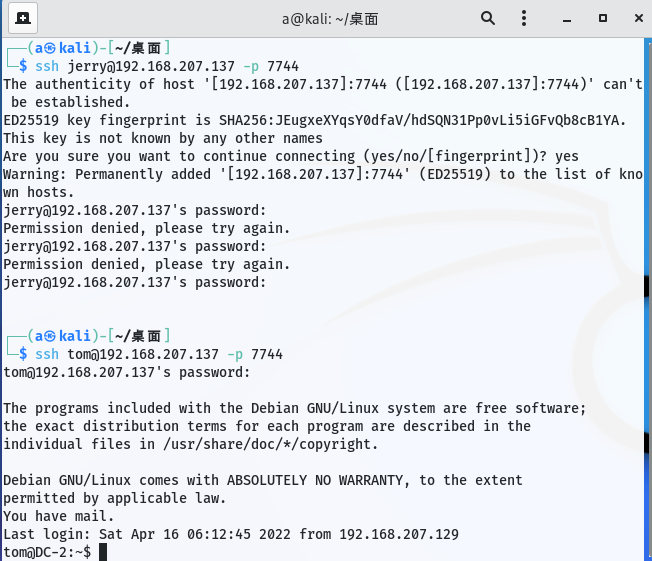 a@kali: ~/桌面
┌──(a㉿kali)-[~/桌面]
└─$ ssh jerry@192.168.207.137 -p 7744
The authenticity of host '[192.168.207.137]:7744 ([192.168.207.137]:7744)' can't
 be established.
ED25519 key fingerprint is SHA256:JEugxeXYqsY0dfaV/hdSQN31Pp0vLi5iGFvQb8cB1YA.
This key is not known by any other names
Are you sure you want to continue connecting (yes/no/[fingerprint])? yes
Warning: Permanently added '[192.168.207.137]:7744' (ED25519) to the list of kno
wn hosts.
jerry@192.168.207.137's password:
Permission denied, please try again.
jerry@192.168.207.137's password:
Permission denied, please try again.
jerry@192.168.207.137's password:
┌──(a㉿kali)-[~/桌面]
└─$ ssh tom@192.168.207.137 -p 7744
tom@192.168.207.137's password:
The programs included with the Debian GNU/Linux system are free software;
the exact distribution terms for each program are described in the
individual files in /usr/share/doc/*/copyright.
Debian GNU/Linux comes with ABSOLUTELY NO WARRANTY, to the extent
permitted by applicable law.
You have mail.
Last login: Sat Apr 16 06:12:45 2022 from 192.168.207.129
tom@DC-2:~$